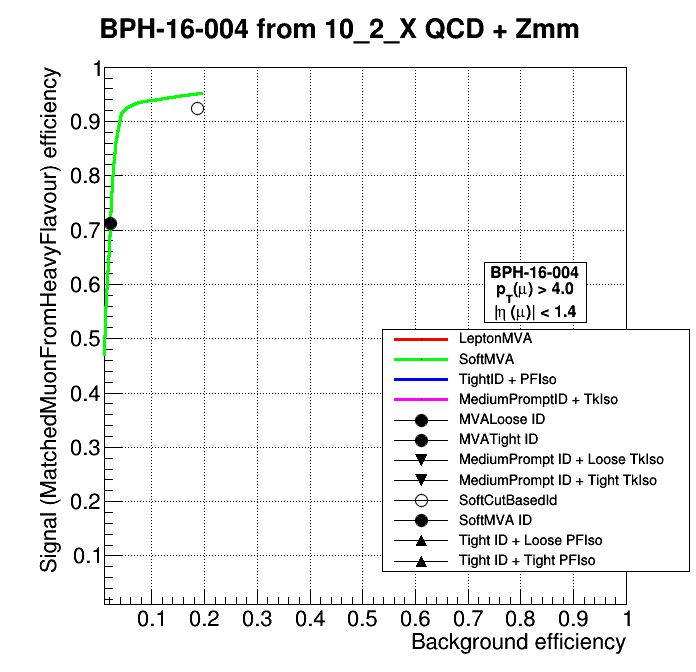 BPH-16-004 from 10_2_X QCD + Zmm
Signal (MatchedMuonFromHeavyFlavour) efficiency
1
0.9
0.8
0.7
0.6
0.5
0.4
0.3
0.2
0.1
BPH-16-004
pT(μ) > 4.0
|η (μ)| < 1.4
LeptonMVA
SoftMVA
TightID + PFIso
MediumPromptID + TkIso
MVALoose ID
MVATight ID
MediumPrompt ID + Loose TkIso
MediumPrompt ID + Tight TkIso
SoftCutBasedId
SoftMVA ID
Tight ID + Loose PFIso
Tight ID + Tight PFIso
0.1 0.2 0.3 0.4 0.5 0.6 0.7 0.8 0.9 1
Background efficiency